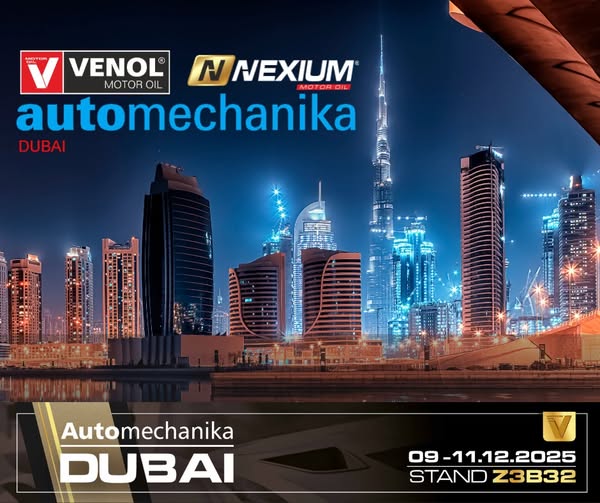 MOTOR OIL
VENOL®
MOTOR OIL
NEXIUM®
MOTOR OIL
automechanika
DUBAI
Automechanika
DUBAI
09 -11.12.2025
STAND Z3B32